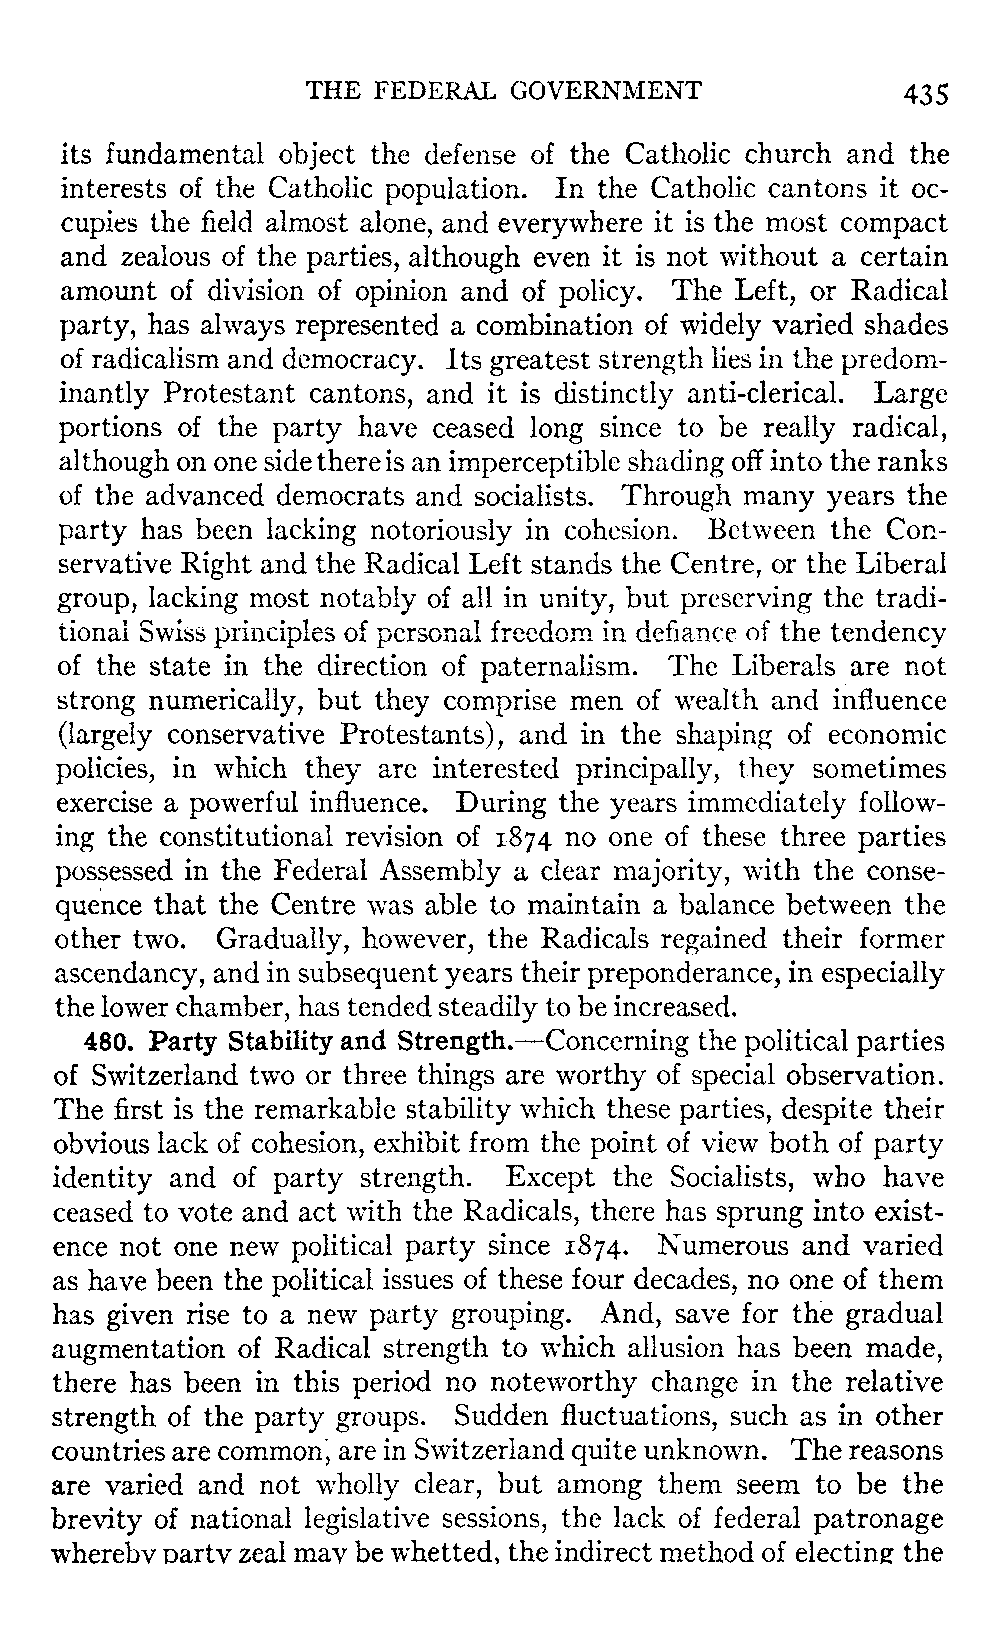 THE FEDERAL GOVERNMENT 435
its fundamental object the defense of the Catholic church and the
interests of the Catholic population. In the Catholic cantons it oc-
cupies the field almost alone, and everywhere it is the most compact
and zealous of the parties, although even it is not without a certain
amount of division of opinion and of policy. The Left, or Radical
party, has always represented a combination of widely varied shades
of radicalism and democracy. Its greatest strength lies in the predom-
inantly Protestant cantons, and it is distinctly anti-clerical. Large
portions of the party have ceased long since to be really radical,
although on one side there is an imperceptible shading off into the ranks
of the advanced democrats and socialists. Through many years the
party has been lacking notoriously in cohesion. Between the Con-
servative Right and the Radical Left stands the Centre, or the Liberal
group, lacking most notably of all in unity, but preserving the tradi-
tional Swiss principles of personal freedom in defiance of the tendency
of the state in the direction of paternalism. The Liberals are not
strong numerically, but they comprise men of wealth and influence
(largely conservative Protestants), and in the shaping of economic
policies, in which they are interested principally, they sometimes
exercise a powerful influence. During the years immediately follow-
ing the constitutional revision of 1874 no one of these three parties
possessed in the Federal Assembly a clear majority, with the conse-
quence that the Centre was able to maintain a balance between the
other two. Gradually, however, the Radicals regained their former
ascendancy, and in subsequent years their preponderance, in especially
the lower chamber, has tended steadily to be increased.
480. Party Stability and Strength.—Concerning the political parties
of Switzerland two or three things are worthy of special observation.
The first is the remarkable stability which these parties, despite their
obvious lack of cohesion, exhibit from the point of view both of party
identity and of party strength. Except the Socialists, who have
ceased to vote and act with the Radicals, there has sprung into exist-
ence not one new political party since 1874. Numerous and varied
as have been the political issues of these four decades, no one of them
has given rise to a new party grouping. And, save for the gradual
augmentation of Radical strength to which allusion has been made,
there has been in this period no noteworthy change in the relative
strength of the party groups. Sudden fluctuations, such as in other
countries are common, are in Switzerland quite unknown. The reasons
are varied and not wholly clear, but among them seem to be the
brevity of national legislative sessions, the lack of federal patronage
whereby party zeal may be whetted, the indirect method of electing the